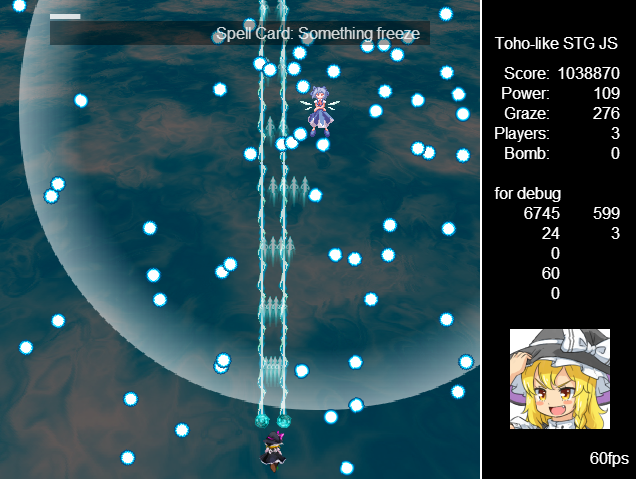 Spell Card: Something freeze
Toho-like STG JS
Score: 1038870
Power: 109
Graze: 276
Players: 3
Bomb: 0
for debug
6745 599
24 3
0
60
0
60fps